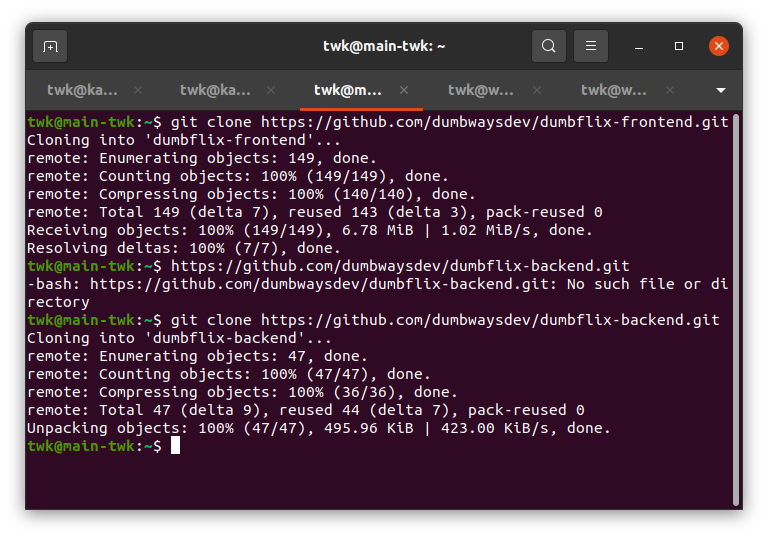 twk@main-twk: ~
twk@ka... twk@ka... twk@m... twk@w... twk@w...
twk@main-twk:~$ git clone https://github.com/dumbwaysdev/dumbflix-frontend.git
Cloning into 'dumbflix-frontend'...
remote: Enumerating objects: 149, done.
remote: Counting objects: 100% (149/149), done.
remote: Compressing objects: 100% (140/140), done.
remote: Total 149 (delta 7), reused 143 (delta 3), pack-reused 0
Receiving objects: 100% (149/149), 6.78 MiB | 1.02 MiB/s, done.
Resolving deltas: 100% (7/7), done.
twk@main-twk:~$ https://github.com/dumbwaysdev/dumbflix-backend.git
-bash: https://github.com/dumbwaysdev/dumbflix-backend.git: No such file or di
rectory
twk@main-twk:~$ git clone https://github.com/dumbwaysdev/dumbflix-backend.git
Cloning into 'dumbflix-backend'...
remote: Enumerating objects: 47, done.
remote: Counting objects: 100% (47/47), done.
remote: Compressing objects: 100% (36/36), done.
remote: Total 47 (delta 9), reused 44 (delta 7), pack-reused 0
Unpacking objects: 100% (47/47), 495.96 KiB | 423.00 KiB/s, done.
twk@main-twk:~$